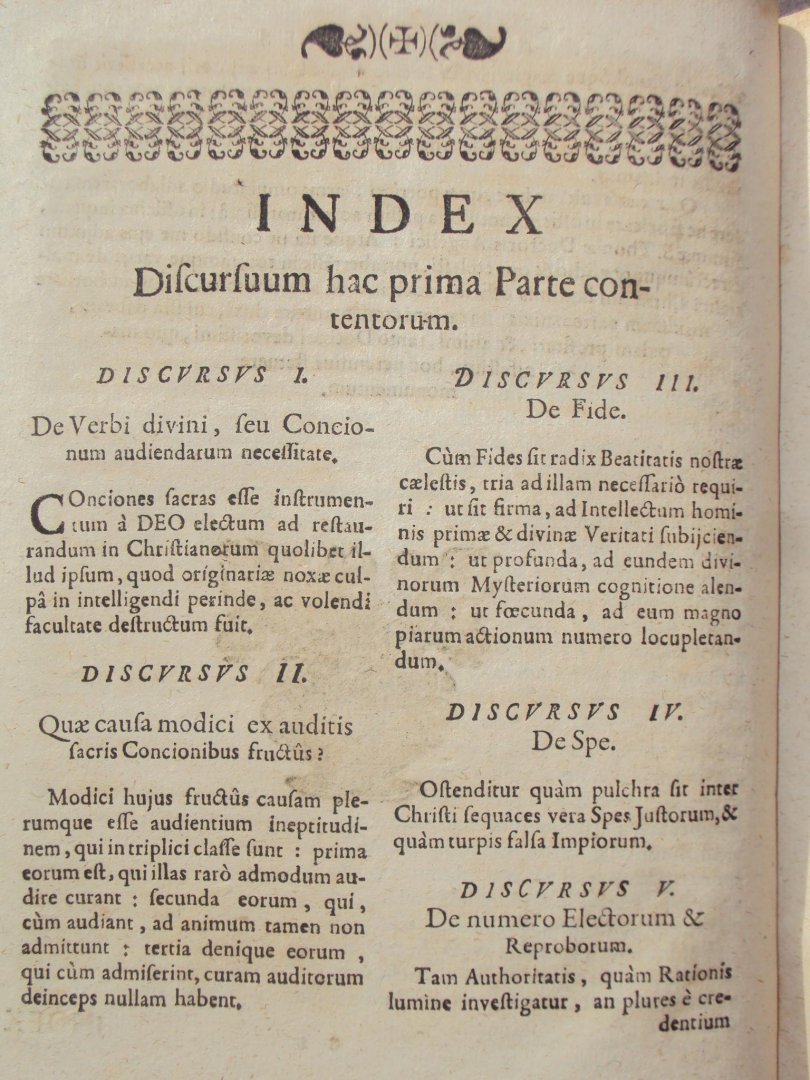 INDEX
Diſcurſuum hac prima Parte con-
tentorum.
DISCVRSVS I.
De Verbi divini, ſeu Concio-
num audiendarum neceſſitate.
COnciones ſacras eſſe inſtrumen-
tum à DEO electum ad reſtau-
randum in Chriſtianorum quolibet il-
lud ipſum, quod originariæ noxæ cul-
pâ in intelligendi perinde, ac volendi
facultate deſtructum fuit.
DISCVRSVS II.
Quæ cauſa modici ex auditis
ſacris Concionibus fructûs?
Modici hujus fructûs cauſam ple-
rumque eſſe audientium ineptitudi-
nem, qui in triplici claſſe ſunt : prima
eorum eſt, qui illas rarò admodum au-
dire curant : ſecunda eorum, qui,
cùm audiant, ad animum tamen non
admittunt : tertia denique eorum,
qui cùm admiſerint, curam auditorum
deinceps nullam habent.
DISCVRSVS III.
De Fide.
Cùm Fides ſit radix Beatitatis noſtræ
cæleſtis, tria ad illam neceſſariò requi-
ri : ut ſit firma, ad Intellectum homi-
nis primæ & divinæ Veritati ſubijcien-
dum : ut profunda, ad eundem divi-
norum Myſteriorum cognitione alen-
dum : ut fœcunda, ad eum magno
piarum actionum numero locupletan-
dum.
DISCVRSVS IV.
De Spe.
Oſtenditur quàm pulchra ſit inter
Chriſti ſequaces vera Spes Juſtorum, &
quàm turpis falſa Impiorum.
DISCVRSVS V.
De numero Electorum &
Reproborum.
Tam Authoritatis, quàm Rationis
lumine inveſtigatur, an plures è cre-
dentium